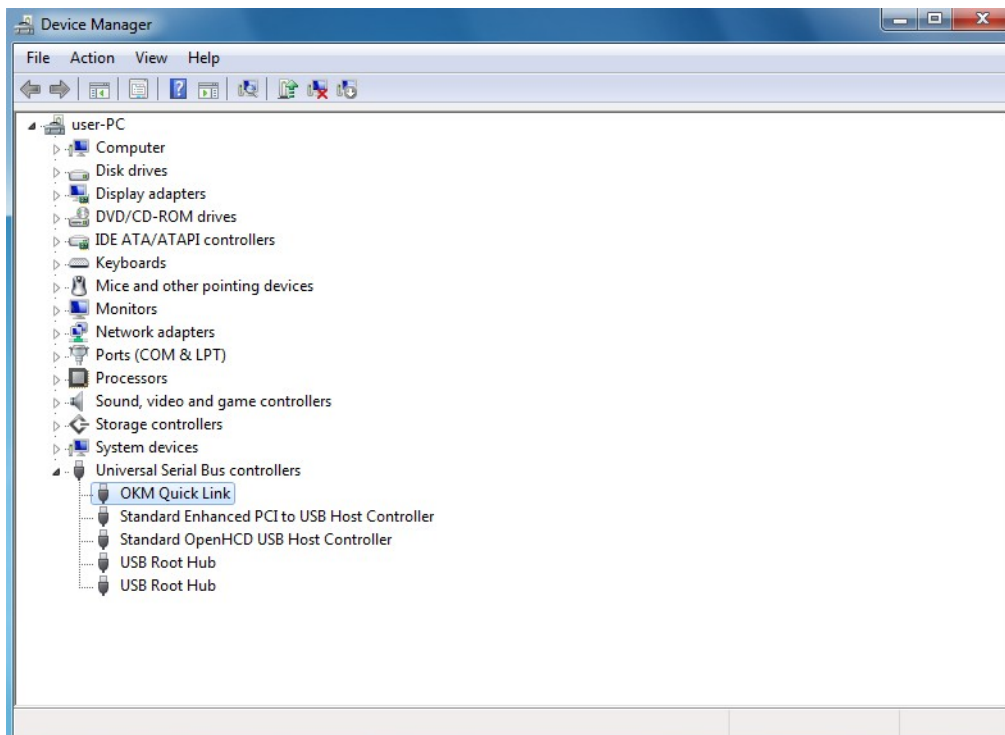 Device Manager
File Action View Help
user-PC
Computer
Disk drives
Display adapters
DVD/CD-ROM drives
IDE ATA/ATAPI controllers
Keyboards
Mice and other pointing devices
Monitors
Network adapters
Ports (COM & LPT)
Processors
Sound, video and game controllers
Storage controllers
System devices
Universal Serial Bus controllers
OKM Quick Link
Standard Enhanced PCI to USB Host Controller
Standard OpenHCD USB Host Controller
USB Root Hub
USB Root Hub